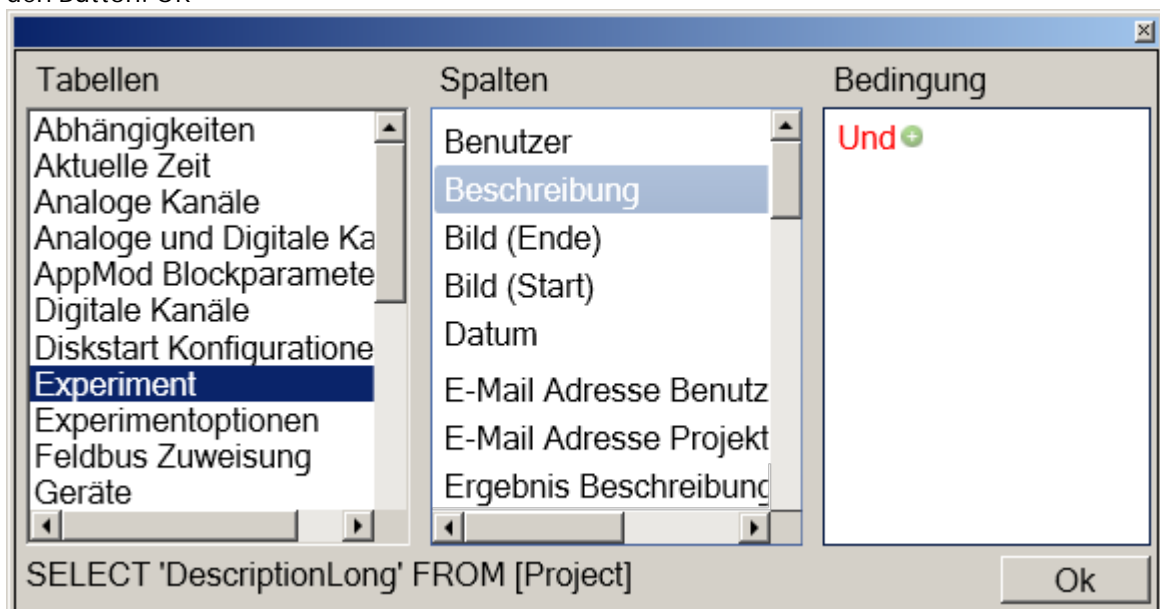 Tabellen
Spalten
Bedingung
Abhängigkeiten
Aktuelle Zeit
Analoge Kanäle
Analoge und Digitale Ka
AppMod Blockparamete
Digitale Kanäle
Diskstart Konfiguratione
Experiment
Experimentoptionen
Feldbus Zuweisung
Geräte
Benutzer
Beschreibung
Bild (Ende)
Bild (Start)
Datum
E-Mail Adresse Benutz
E-Mail Adresse Projekt
Ergebnis Beschreibung
Und
SELECT 'DescriptionLong' FROM [Project]
Ok